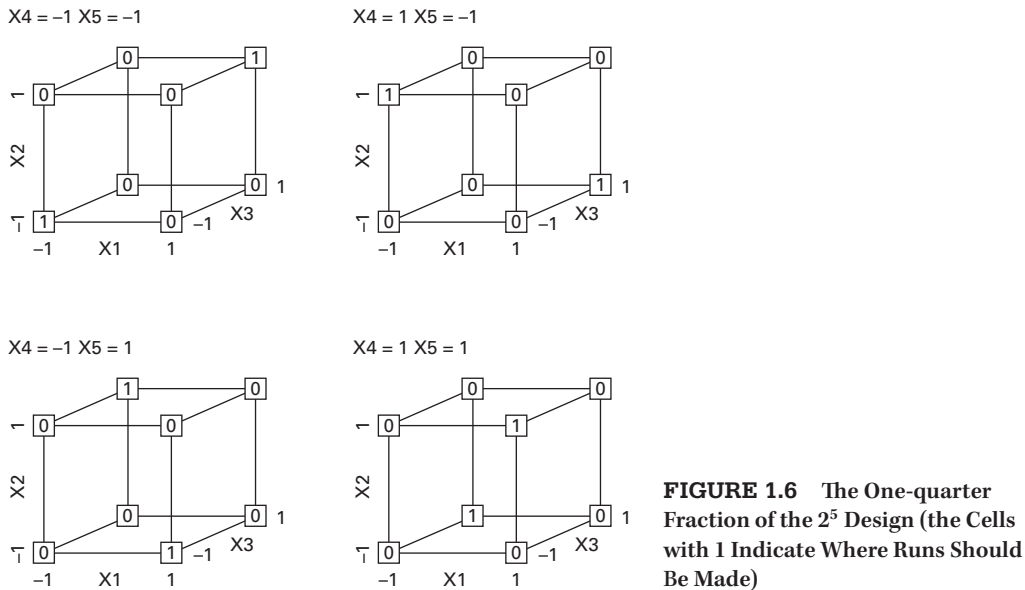 X4 = –1 X5 = –1
X4 = 1 X5 = –1
0 1
0 0
1 0 0
0 0
1 0
1
X2
X2
0 0 1
0 1 1
–1 1 0 –1 X3
–1 0 0 –1 X3
–1 X1 1
–1 X1 1
X4 = –1 X5 = 1
X4 = 1 X5 = 1
1 0
0 0
1 0 0
1 0 1
X2
X2
0 0 1
1 0 1
–1 0 1 –1 X3
–1 0 0 –1 X3
–1 X1 1
–1 X1 1
FIGURE 1.6 The One-quarter
Fraction of the 2⁵ Design (the Cells
with 1 Indicate Where Runs Should
Be Made)